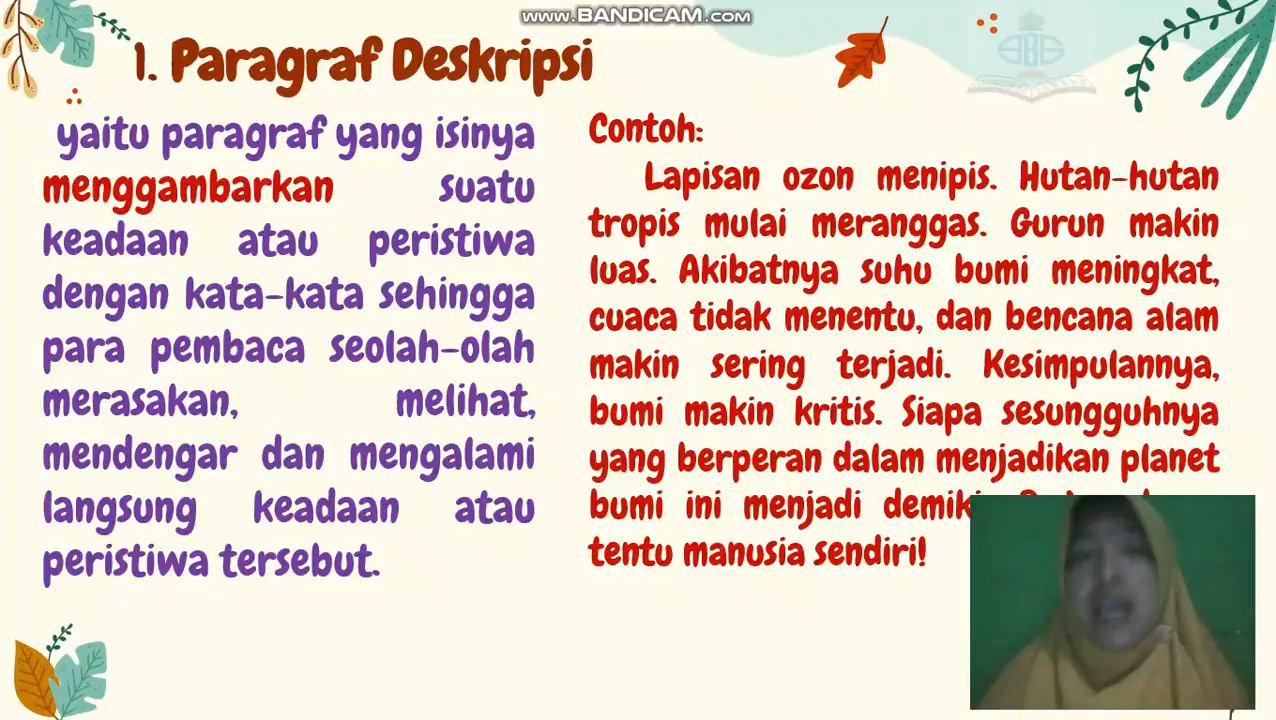 www.BANDICAM.com
1. Paragraf Deskripsi
yaitu paragraf yang isinya
menggambarkan suatu
keadaan atau peristiwa
dengan kata-kata sehingga
para pembaca seolah-olah
merasakan, melihat,
mendengar dan mengalami
langsung keadaan atau
peristiwa tersebut.
Contoh:
Lapisan ozon menipis. Hutan-hutan
tropis mulai meranggas. Gurun makin
luas. Akibatnya suhu bumi meningkat,
cuaca tidak menentu, dan bencana alam
makin sering terjadi. Kesimpulannya,
bumi makin kritis. Siapa sesungguhnya
yang berperan dalam menjadikan planet
bumi ini menjadi
tentu manusia sendiri!